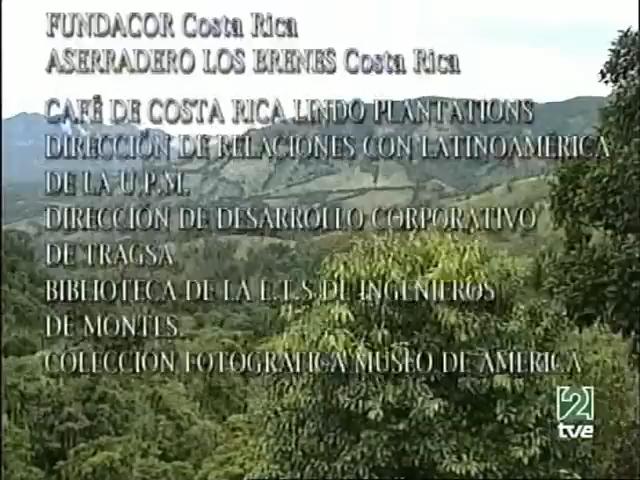 FUNDACOR Costa Rica
ASERRADERO LOS BRENES Costa Rica
CAFÉ DE COSTA RICA LINDO PLANTATIONS
DIRECCIÓN DE RELACIONES CON LATINOAMÉRICA
DE LA U.P.M.
DIRECCIÓN DE DESARROLLO CORPORATIVO
DE TRAGSA
BIBLIOTECA DE LA E.T.S DE INGENIEROS
DE MONTES.
COLECCIÓN FOTOGRÁFICA MUSEO DE AMÉRICA
2
tve